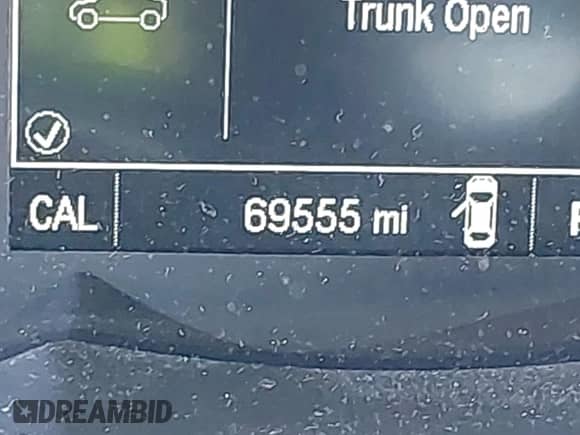 Trunk Open
CAL 69555 mi
DREAMBID